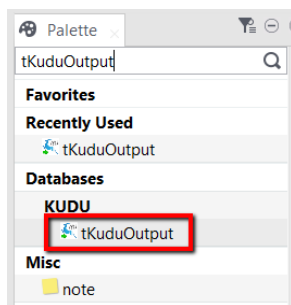 Palette
tKuduOutput
Favorites
Recently Used
tKuduOutput
Databases
KUDU
tKuduOutput
Misc
note